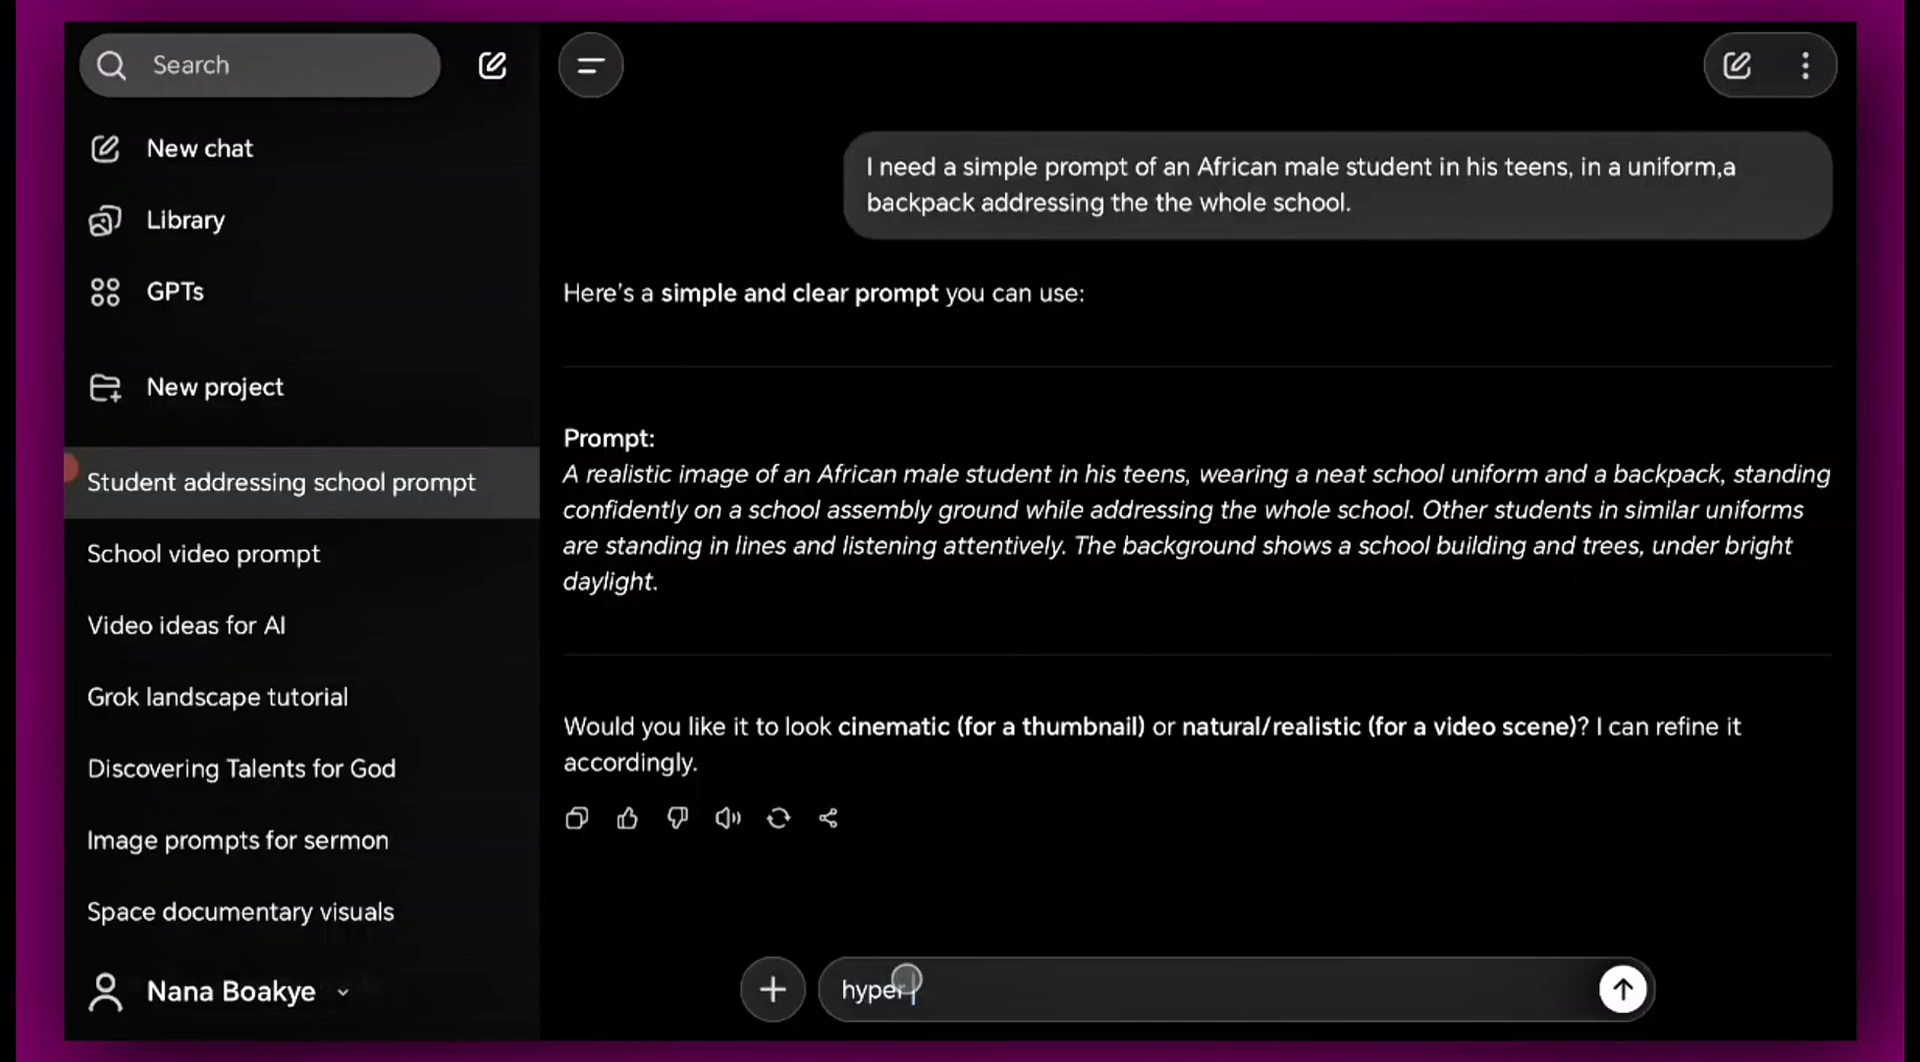 Search
New chat
Library
GPTs
New project
Student addressing school prompt
School video prompt
Video ideas for AI
Grok landscape tutorial
Discovering Talents for God
Image prompts for sermon
Space documentary visuals
Nana Boakye
I need a simple prompt of an African male student in his teens, in a uniform,a
backpack addressing the the whole school.
Here's a simple and clear prompt you can use:
Prompt:
A realistic image of an African male student in his teens, wearing a neat school uniform and a backpack, standing
confidently on a school assembly ground while addressing the whole school. Other students in similar uniforms
are standing in lines and listening attentively. The background shows a school building and trees, under bright
daylight.
Would you like it to look cinematic (for a thumbnail) or natural/realistic (for a video scene)? I can refine it
accordingly.
hyper